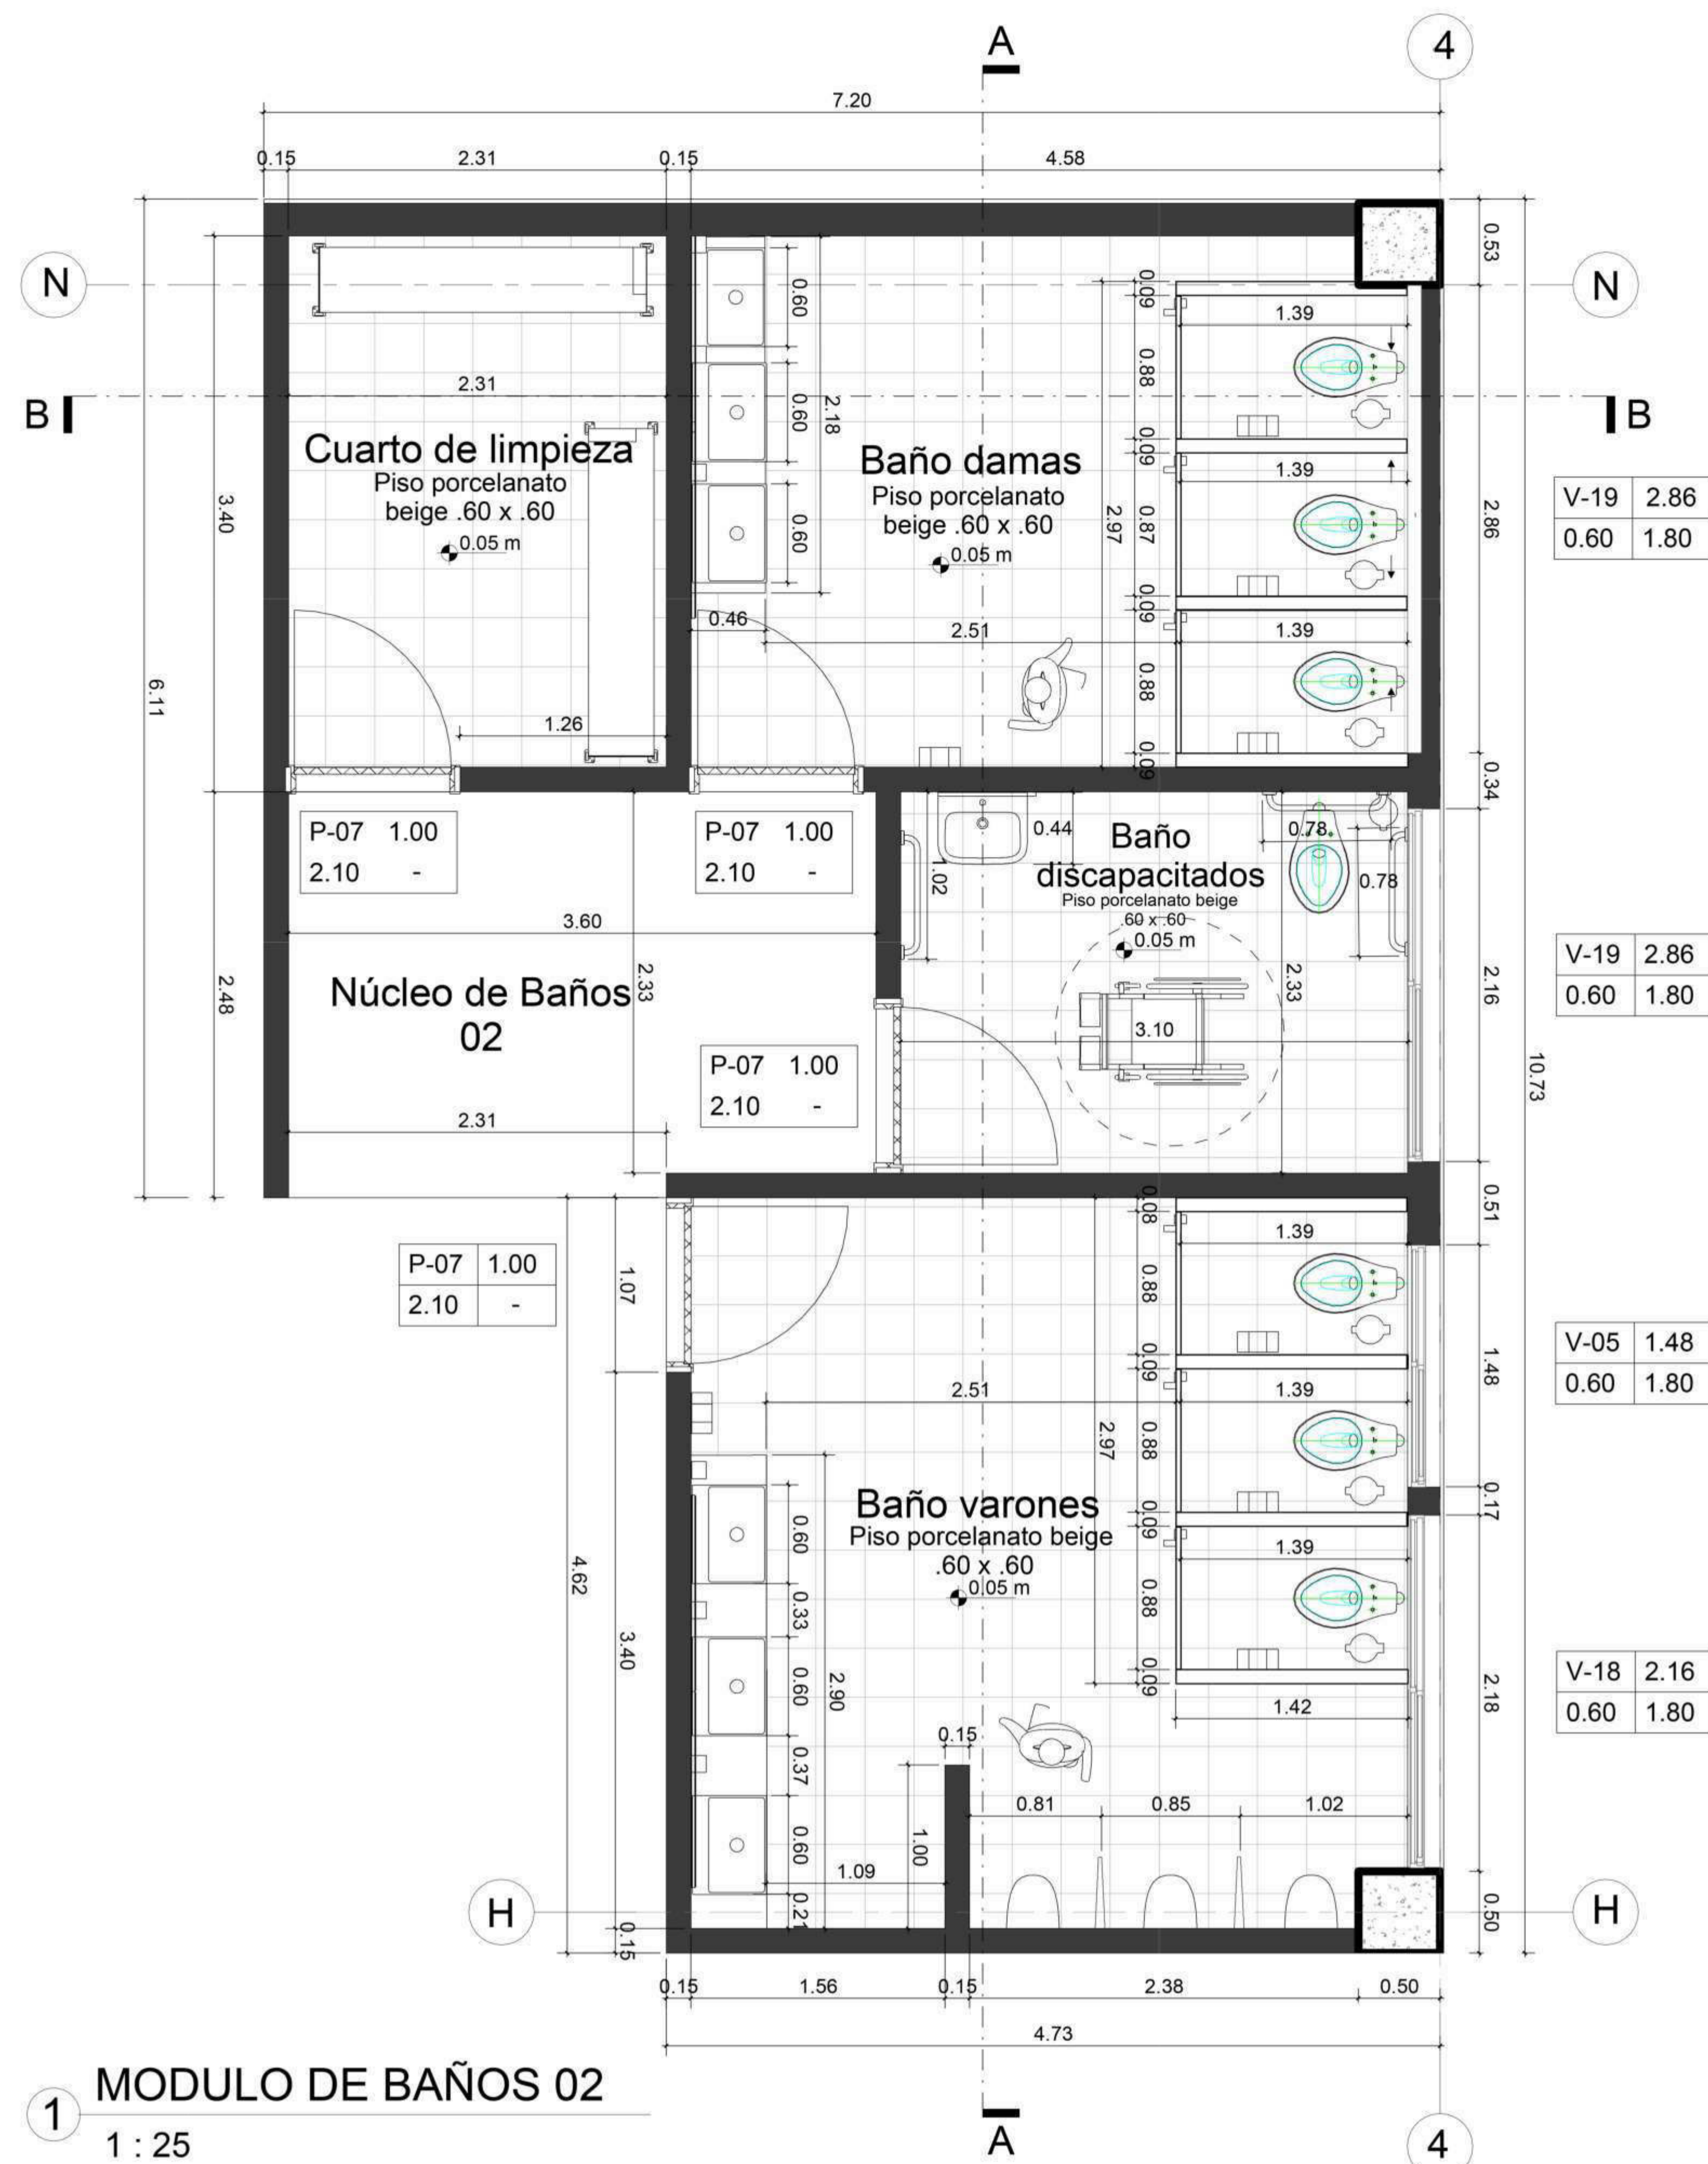 A
4
7.20
0.15
2.31
0.15
4.58
0.53
N
N
0.60
0.09
1.39
0.88
B
B
2.31
Cuarto de limpieza
Piso porcelanato
beige .60 x .60
0.05 m
0.60
2.18
Baño damas
Piso porcelanato
beige .60 x .60
0.05 m
0.09
1.39
V-19 2.86
0.60 1.80
3.40
0.60
2.97
0.87
2.86
0.09
0.46
2.51
1.39
0.88
6.11
1.26
0.09
0.34
P-07 1.00
2.10 -
P-07 1.00
2.10 -
0.44
Baño
discapacitados
Piso porcelanato beige
.60 x .60
0.05 m
0.78
1.02
0.78
3.60
V-19 2.86
0.60 1.80
2.48
Núcleo de Baños
02
2.33
2.33
2.16
3.10
P-07 1.00
2.10 -
10.73
2.31
0.51
0.08
1.39
P-07 1.00
2.10 -
1.07
0.88
V-05 1.48
0.60 1.80
1.48
0.09
2.51
1.39
2.97
0.88
Baño varones
Piso porcelanato beige
.60 x .60
0.05 m
0.60
0.09
0.17
1.39
4.62
0.33
0.88
3.40
0.60
2.90
0.09
2.18
V-18 2.16
0.60 1.80
1.42
0.15
0.37
0.81
0.85
1.02
0.60
1.00
1.09
0.21
H
H
0.50
0.15
0.15
1.56
0.15
2.38
0.50
4.73
1
MODULO DE BAÑOS 02
1 : 25
A
4